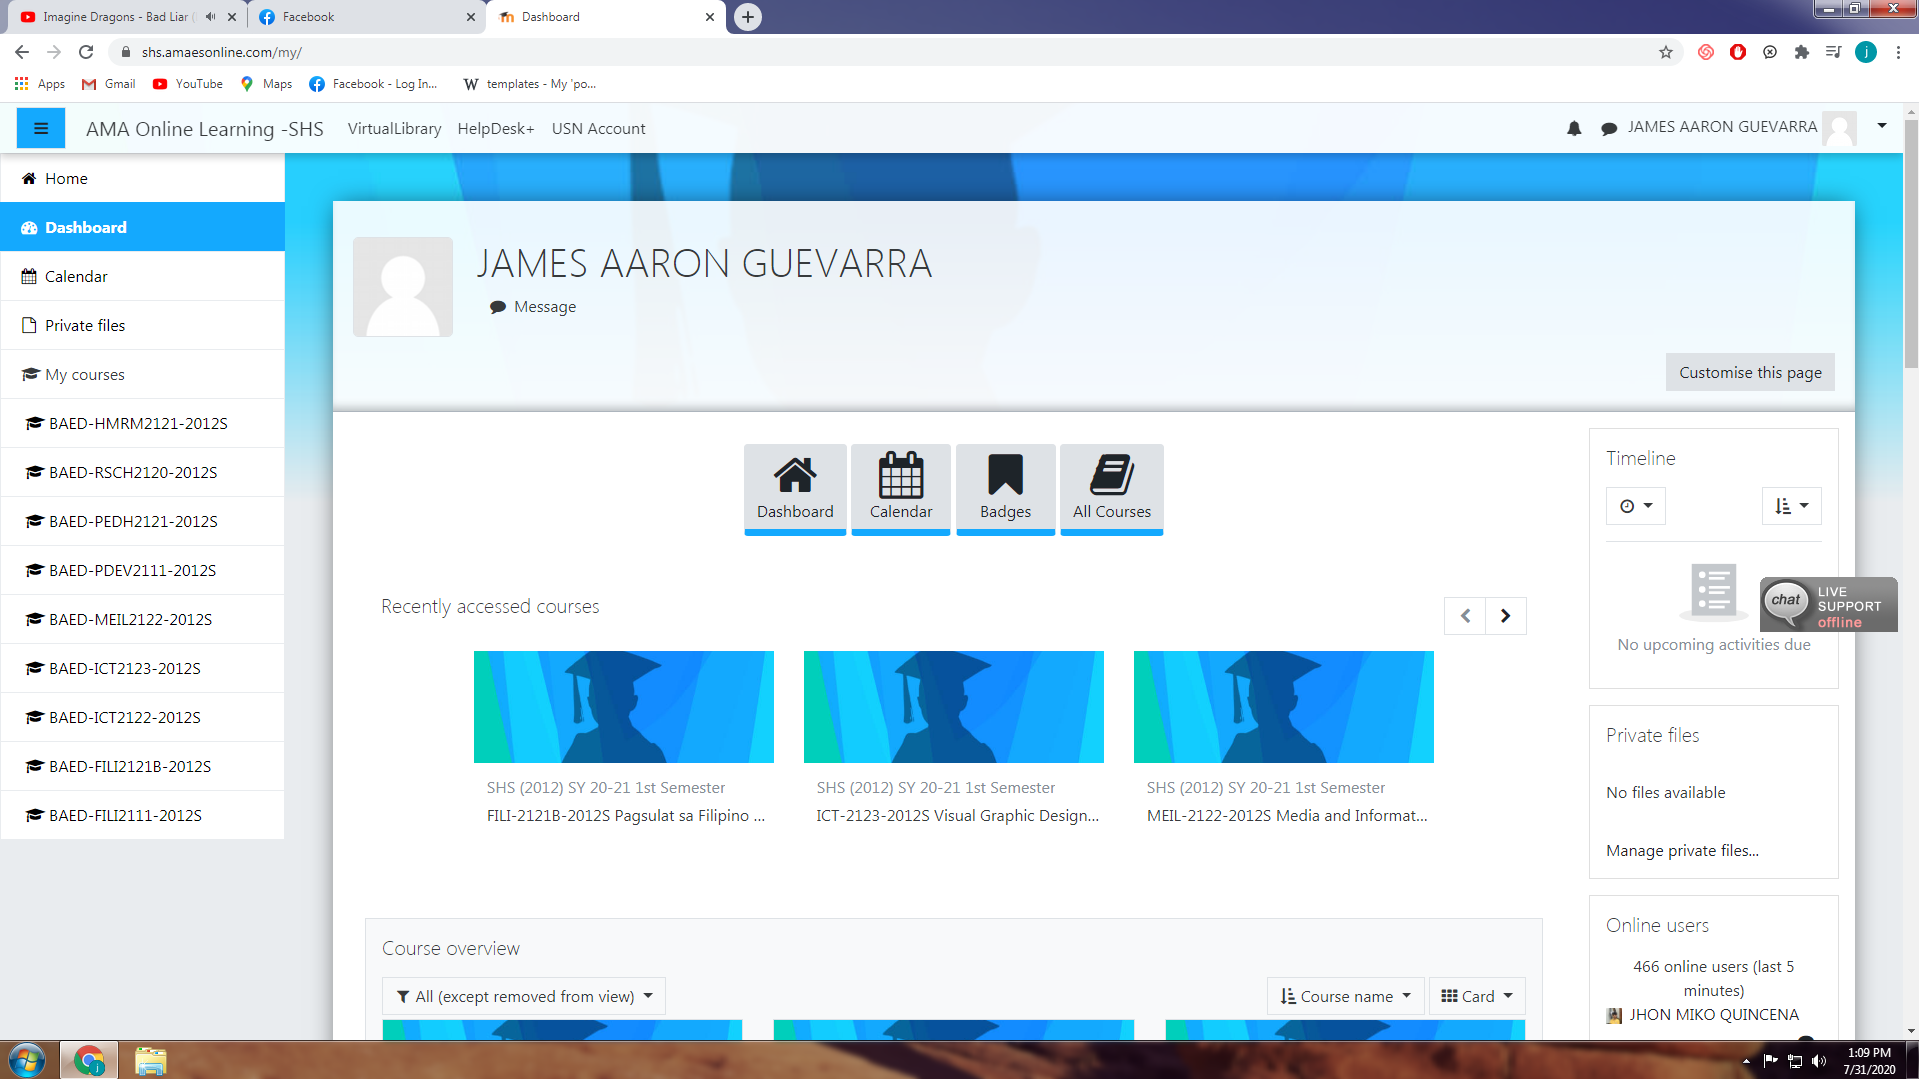 Imagine Dragons - Bad Liar
Facebook
Dashboard
shs.amaesonline.com/my/
j
Apps
Gmail
YouTube
Maps
Facebook - Log In...
W templates - My 'po...
AMA Online Learning -SHS
VirtualLibrary
HelpDesk+
USN Account
JAMES AARON GUEVARRA
Home
Dashboard
Calendar
Private files
My courses
BAED-HMRM2121-2012S
BAED-RSCH2120-2012S
BAED-PEDH2121-2012S
BAED-PDEV2111-2012S
BAED-MEIL2122-2012S
BAED-ICT2123-2012S
BAED-ICT2122-2012S
BAED-FILI2121B-2012S
BAED-FILI2111-2012S
JAMES AARON GUEVARRA
Message
Customise this page
Dashboard
Calendar
Badges
All Courses
Recently accessed courses
SHS (2012) SY 20-21 1st Semester
FILI-2121B-2012S Pagsulat sa Filipino ...
SHS (2012) SY 20-21 1st Semester
ICT-2123-2012S Visual Graphic Design...
SHS (2012) SY 20-21 1st Semester
MEIL-2122-2012S Media and Informat...
Course overview
All (except removed from view)
Course name
Card
Timeline
No upcoming activities due
chat
LIVE
SUPPORT
offline
Private files
No files available
Manage private files...
Online users
466 online users (last 5
minutes)
JHON MIKO QUINCENA
j
1:09 PM
7/31/2020